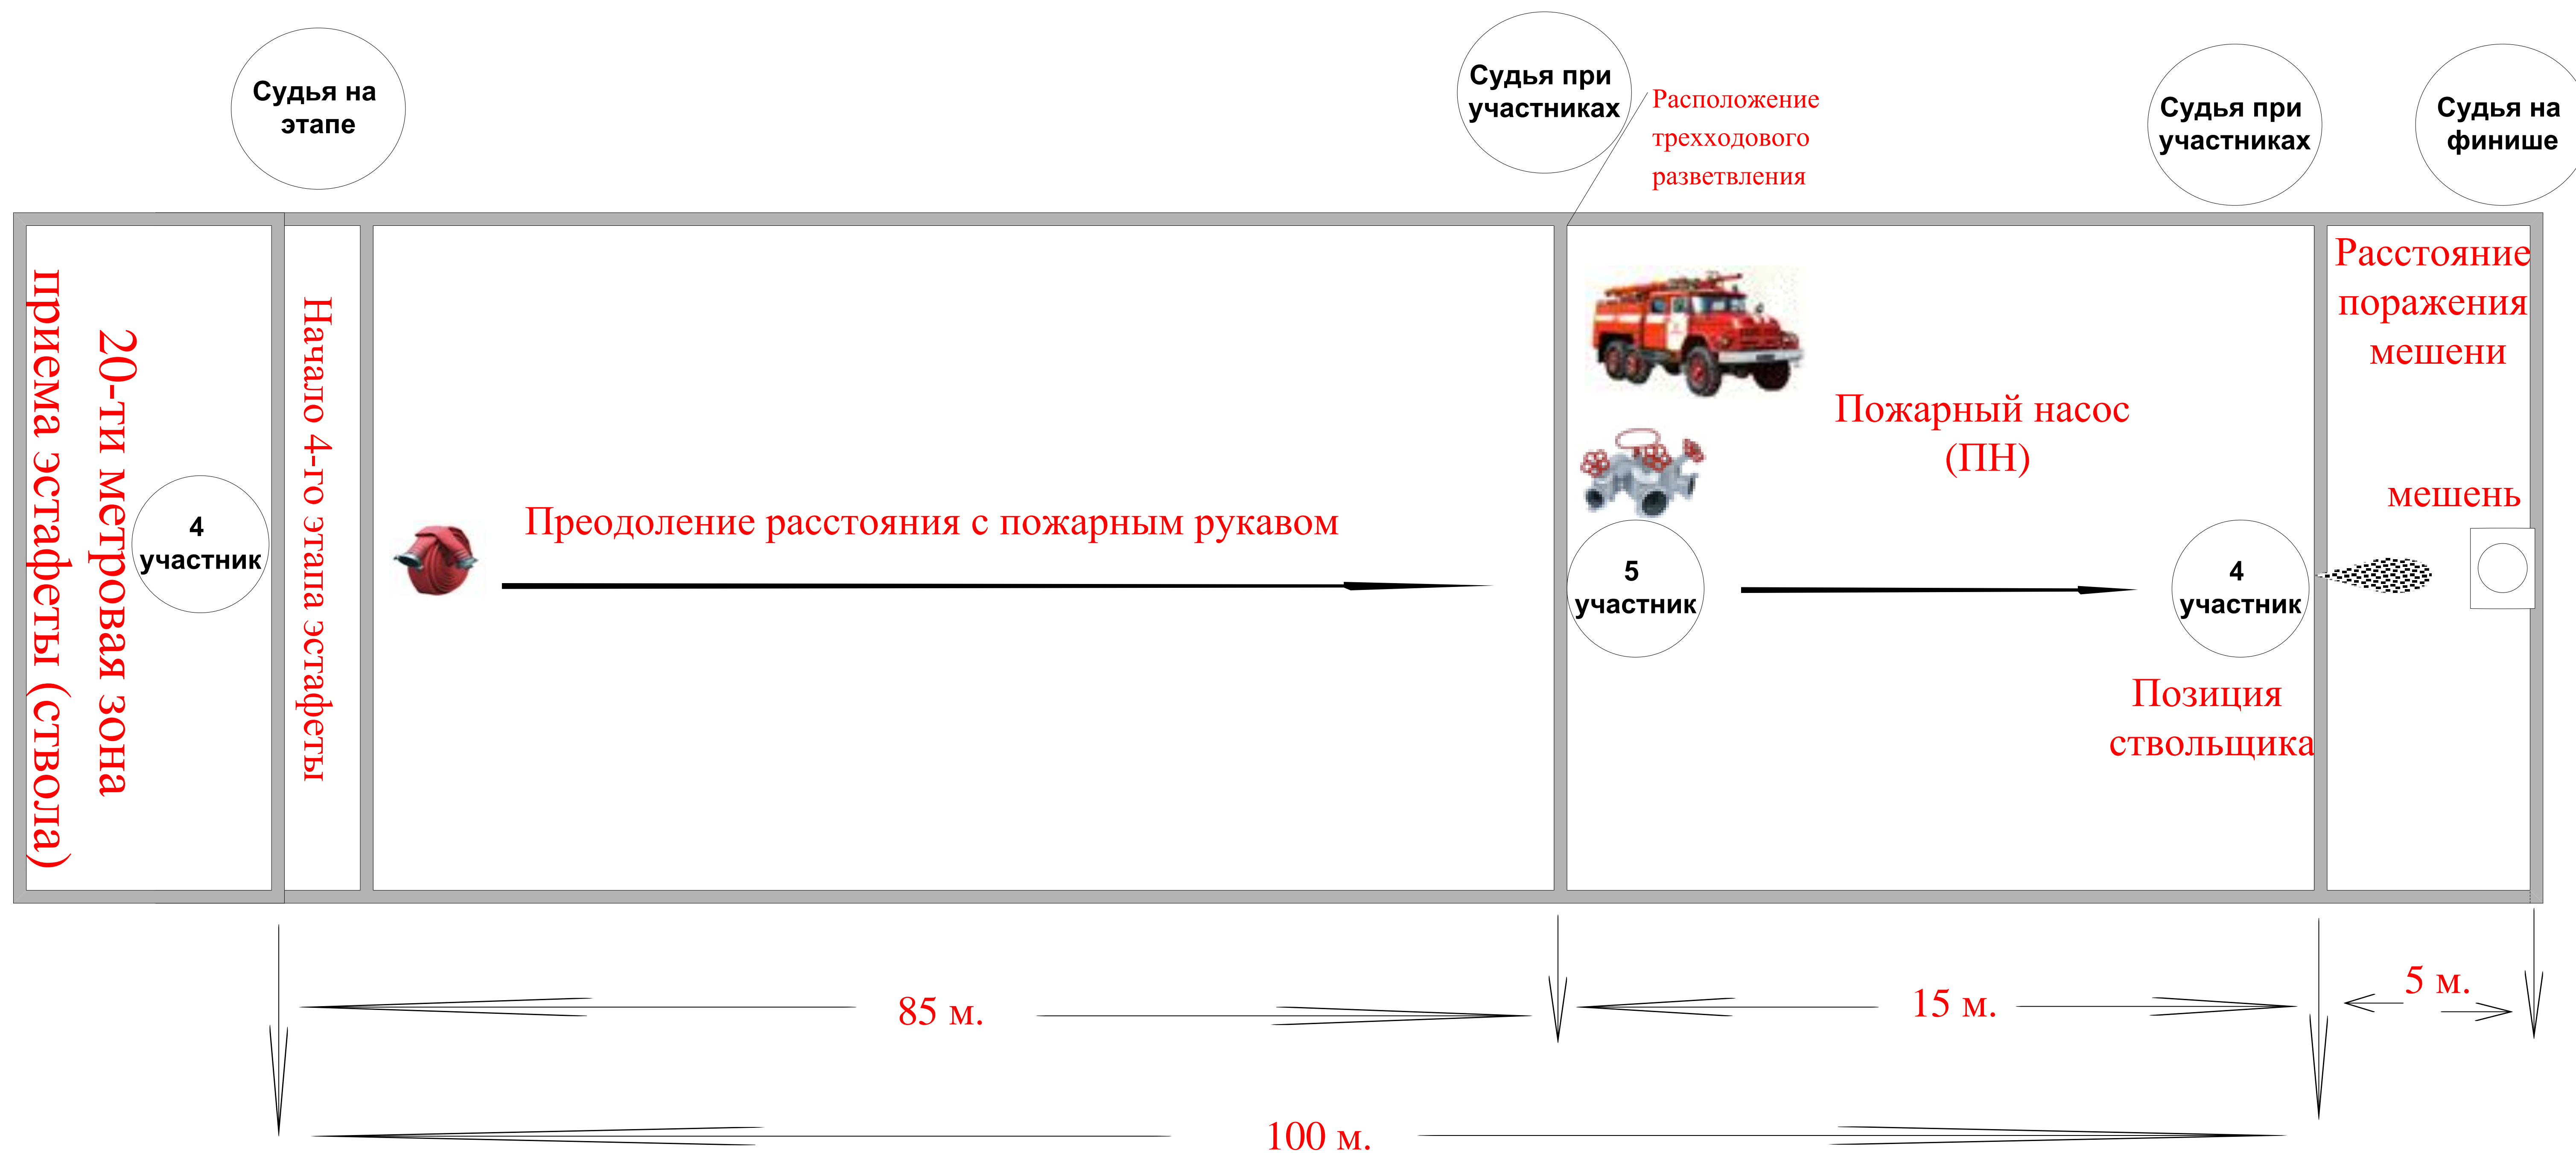 Судья на
этапе
Судья при
участниках
Расположение
трехходового
разветвления
Судья при
участниках
Судья на
финише
20-ти метровая зона
приема эстафеты (ствола)
4
участник
Начало 4-го этапа эстафеты
Преодоление расстояния с пожарным рукавом
Пожарный насос
(ПН)
5
участник
4
участник
Позиция
ствольщика
Расстояние
поражения
мешени
мешень
85 м.
15 м.
5 м.
100 м.